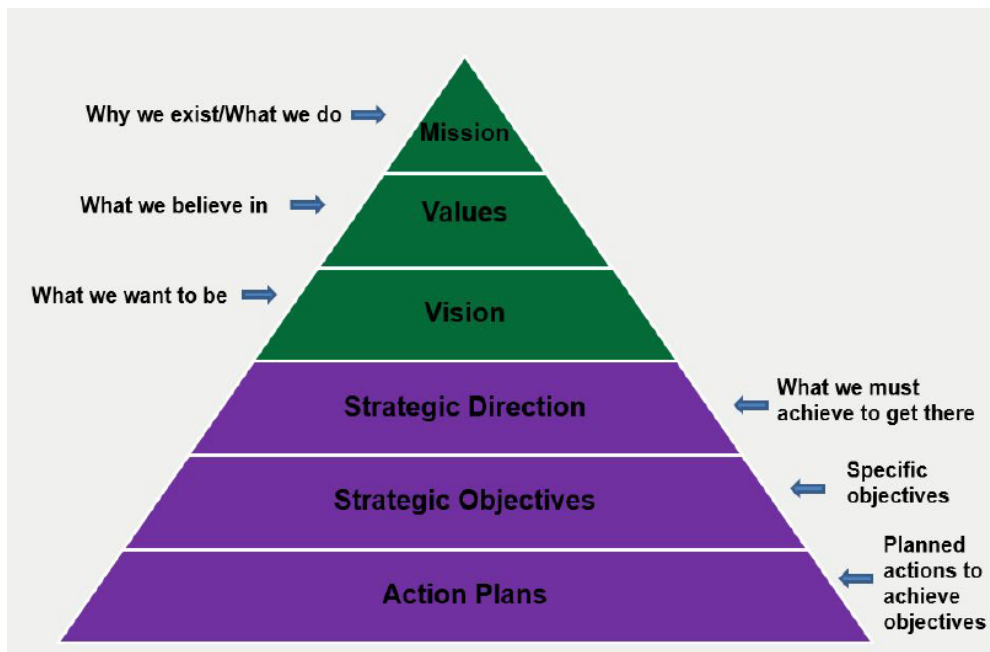 Why we exist/What we do
Mission
What we believe in
Values
What we want to be
Vision
Strategic Direction
What we must
achieve to get there
Strategic Objectives
Specific
objectives
Action Plans
Planned
actions to
achieve
objectives